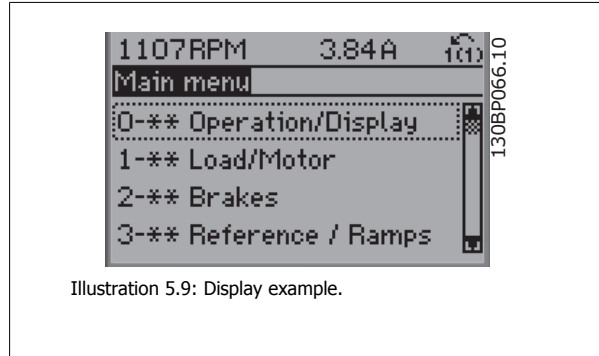 1107RPM 3.84A 1(1)
Main menu
0-** Operation/Display
1-** Load/Motor
2-** Brakes
3-** Reference / Ramps
130BP066.10
Illustration 5.9: Display example.